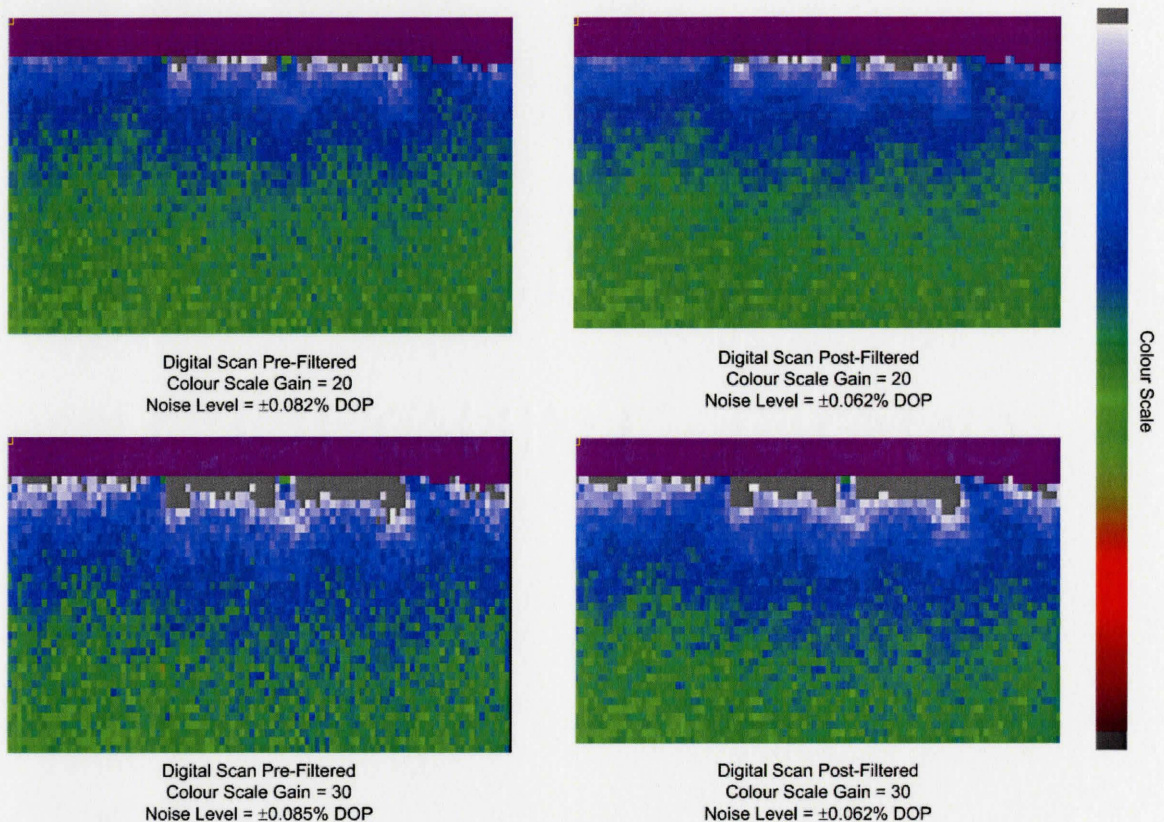 Digital Scan Pre-Filtered
Colour Scale Gain = 20
Noise Level = ±0.082% DOP
Digital Scan Post-Filtered
Colour Scale Gain = 20
Noise Level = ±0.062% DOP
Colour Scale
Digital Scan Pre-Filtered
Colour Scale Gain = 30
Noise Level = ±0.085% DOP
Digital Scan Post-Filtered
Colour Scale Gain = 30
Noise Level = ±0.062% DOP